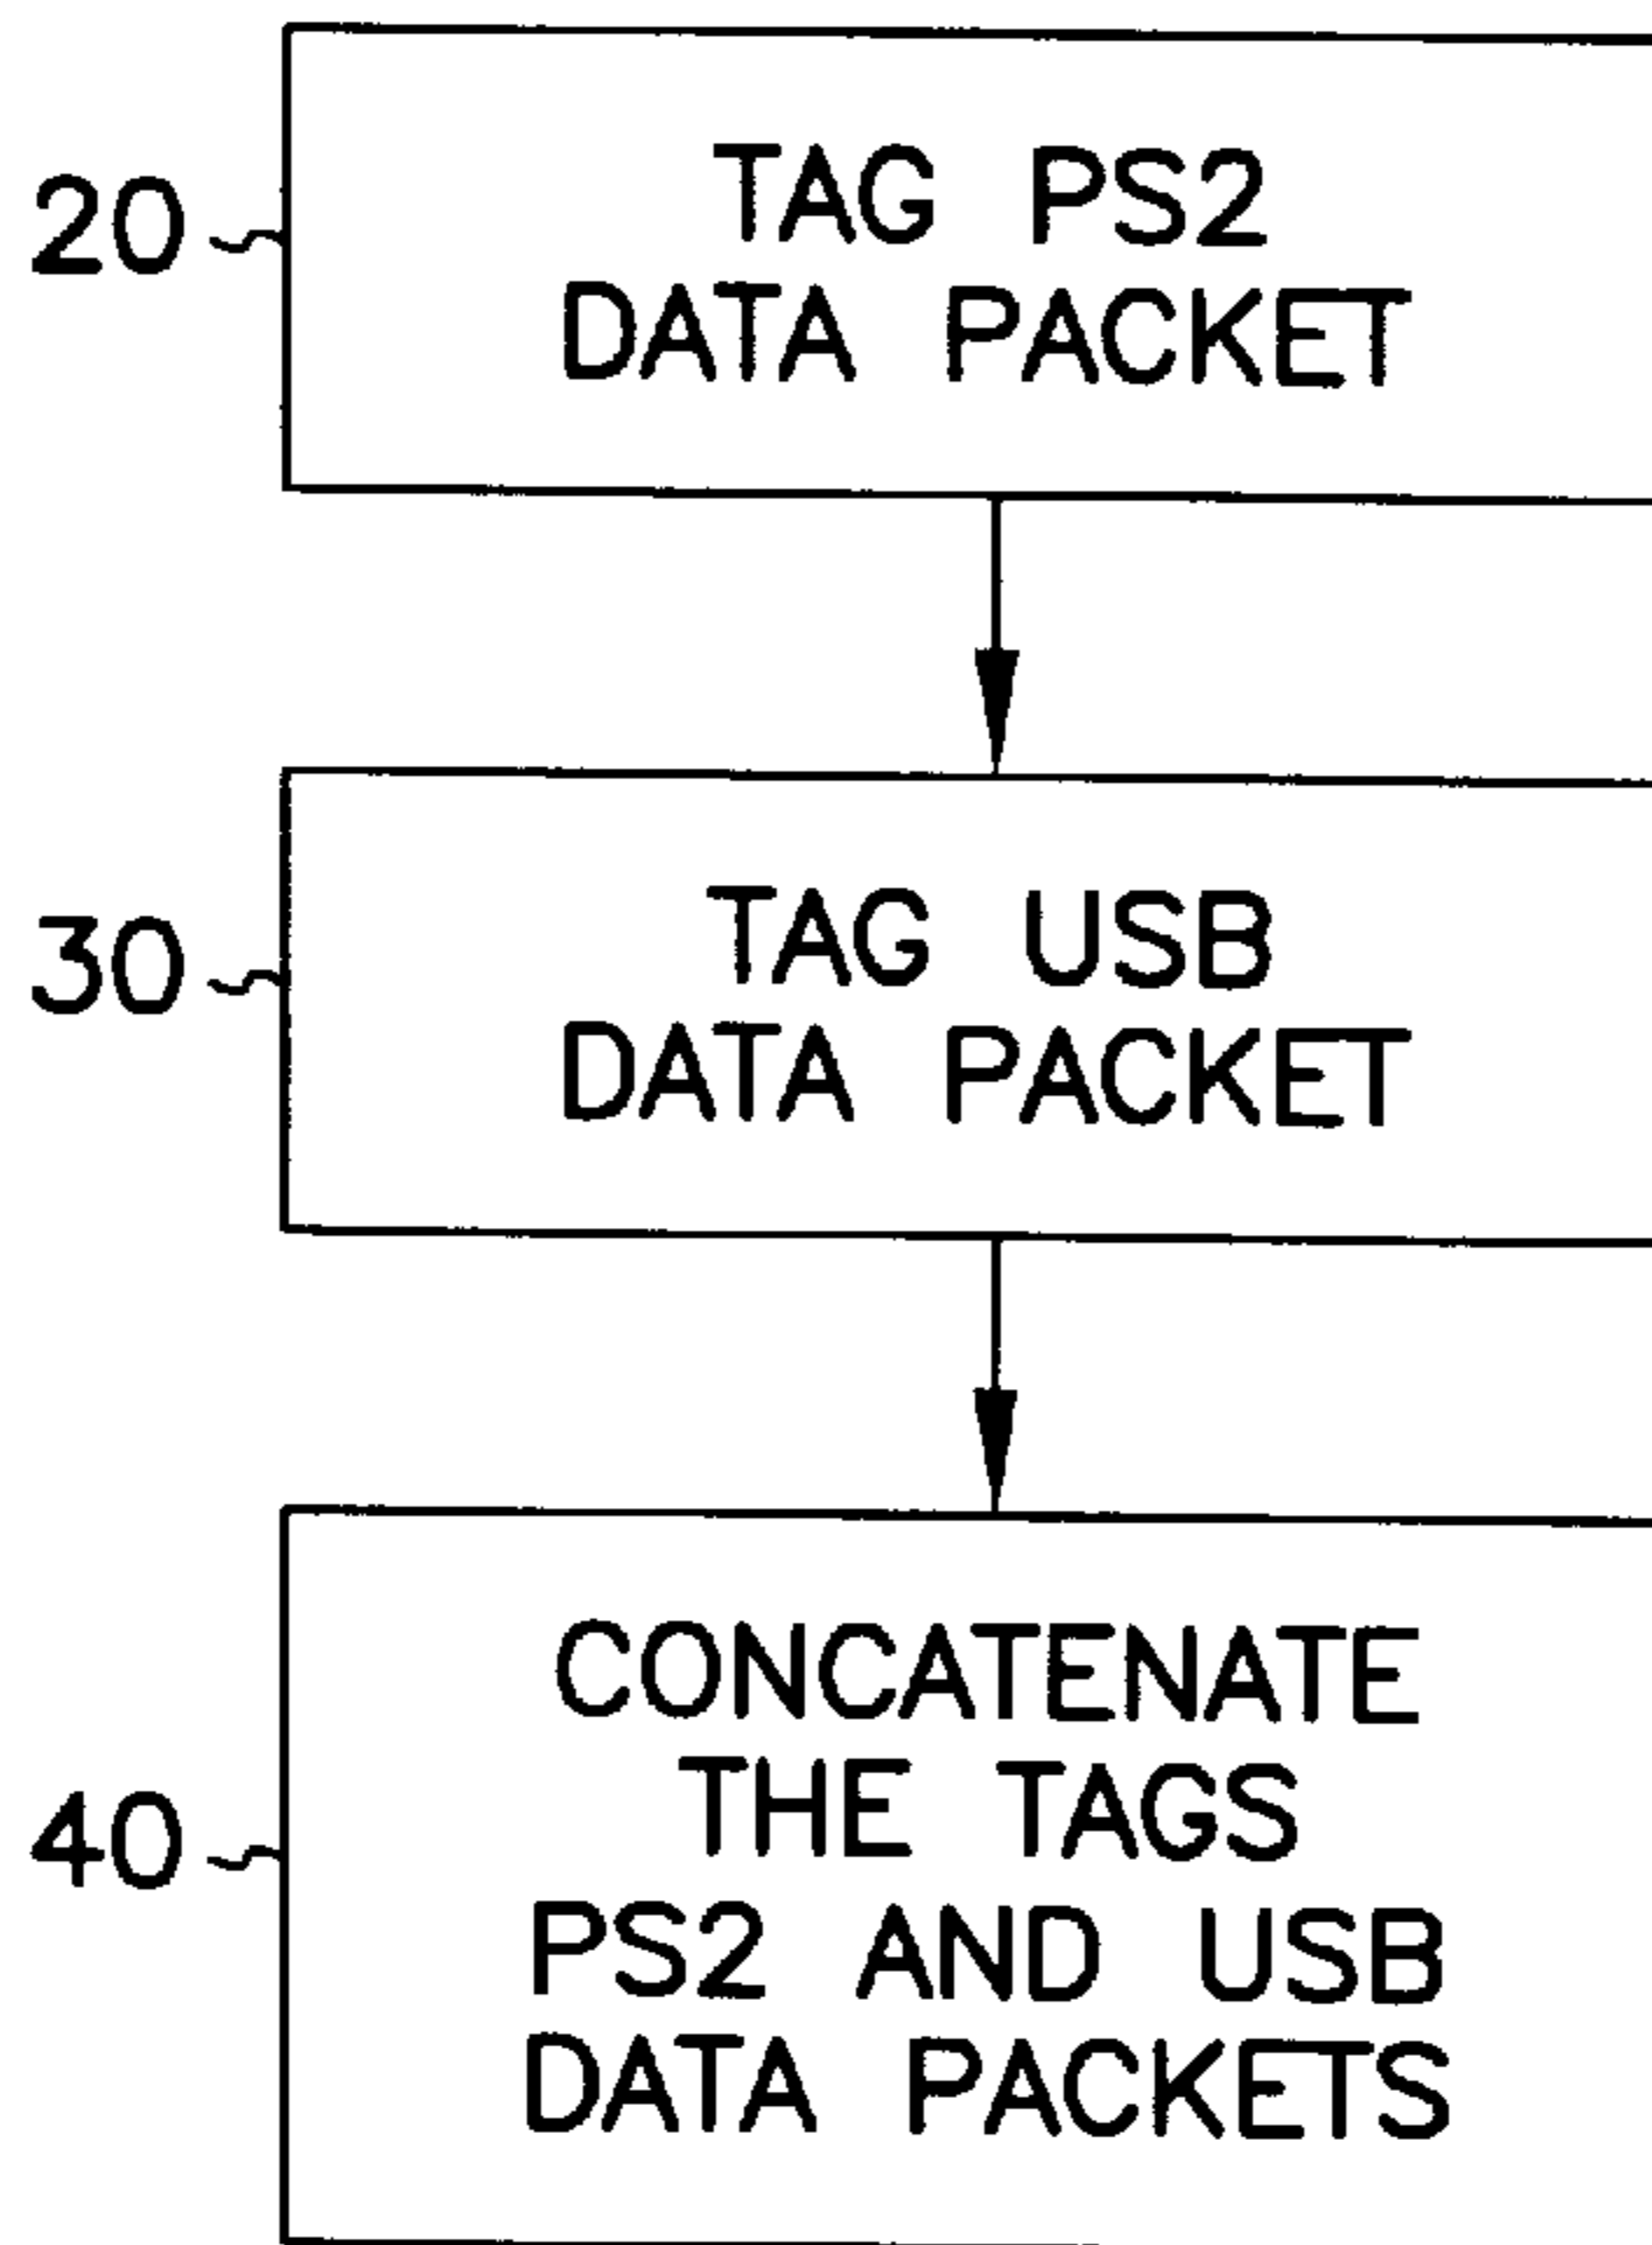 20
TAG PS2
DATA PACKET
30
TAG USB
DATA PACKET
40
CONCATENATE
THE TAGS
PS2 AND USB
DATA PACKETS